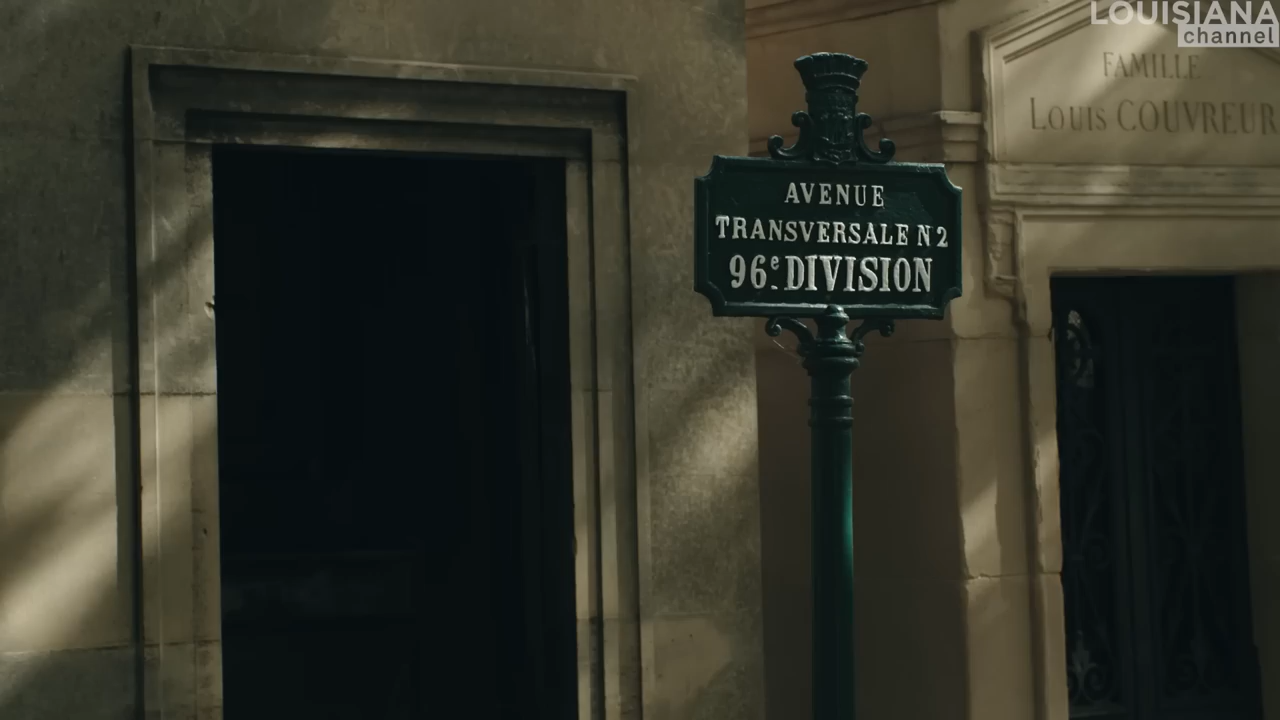 LOUISIANA
channel
FAMILLE
LOUIS COUVREUR
AVENUE
TRANSVERSALE N 2
96e DIVISION